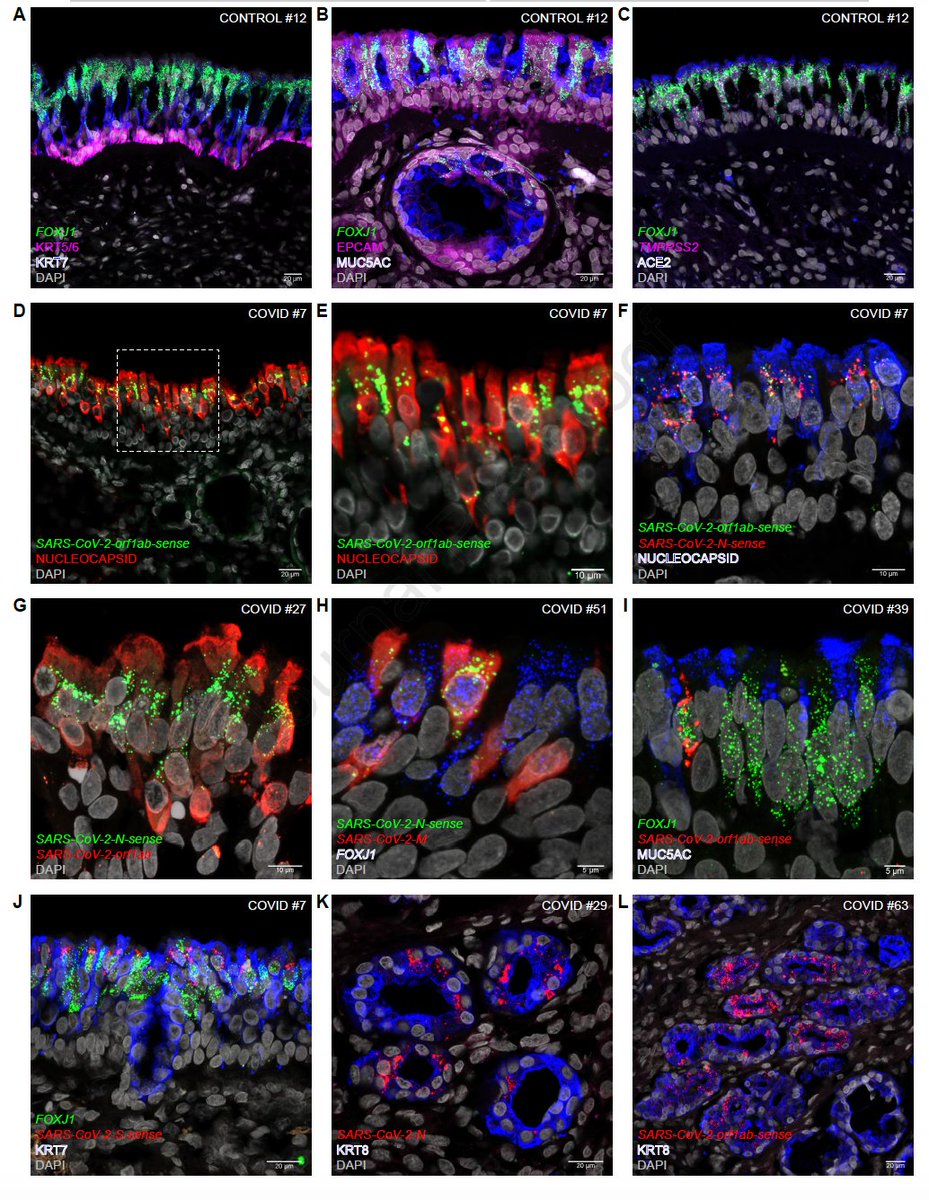 A
CONTROL #12
FOXJ1
KRT5/6
KRT7
DAPI
20 µm
B
CONTROL #12
FOXJ1
EPCAM
MUC5AC
DAPI
20 µm
C
CONTROL #12
FOXJ1
TMPRSS2
ACE2
DAPI
20 µm
D
COVID #7
SARS-CoV-2-orf1ab-sense
NUCLEOCAPSID
DAPI
20 µm
E
COVID #7
SARS-CoV-2-orf1ab-sense
NUCLEOCAPSID
DAPI
10 µm
F
COVID #7
SARS-CoV-2-orf1ab-sense
SARS-CoV-2-N-sense
NUCLEOCAPSID
DAPI
10 µm
G
COVID #27
SARS-CoV-2-N-sense
SARS-CoV-2-orf1ab
DAPI
10 µm
H
COVID #51
SARS-CoV-2-N-sense
SARS-CoV-2-M
FOXJ1
DAPI
5 µm
I
COVID #39
FOXJ1
SARS-CoV-2-orf1ab-sense
MUC5AC
DAPI
5 µm
J
COVID #7
FOXJ1
SARS-CoV-2-S-sense
KRT7
DAPI
20 µm
K
COVID #29
SARS-CoV-2-N
KRT8
DAPI
20 µm
L
COVID #63
SARS-CoV-2-orf1ab-sense
KRT8
DAPI
20 µm